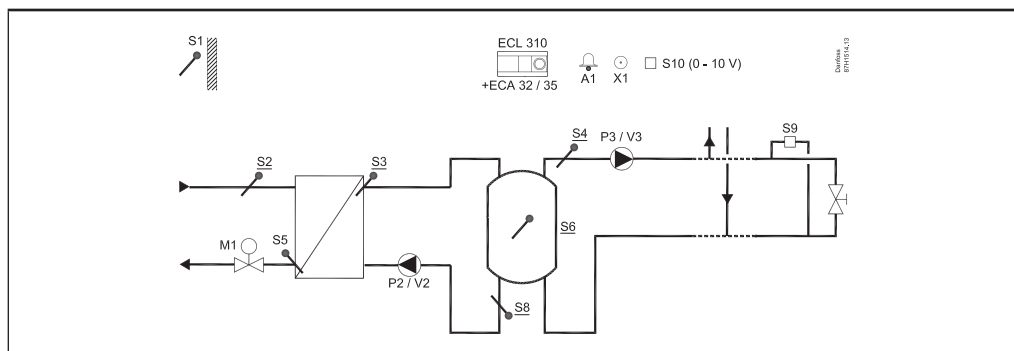 S1
ECL 310
+ECA 32 / 35
A1
X1
S10 (0 - 10 V)
Danfoss
87H1514.13
S2
S3
S4
P3 / V3
S9
S6
M1
S5
P2 / V2
S8